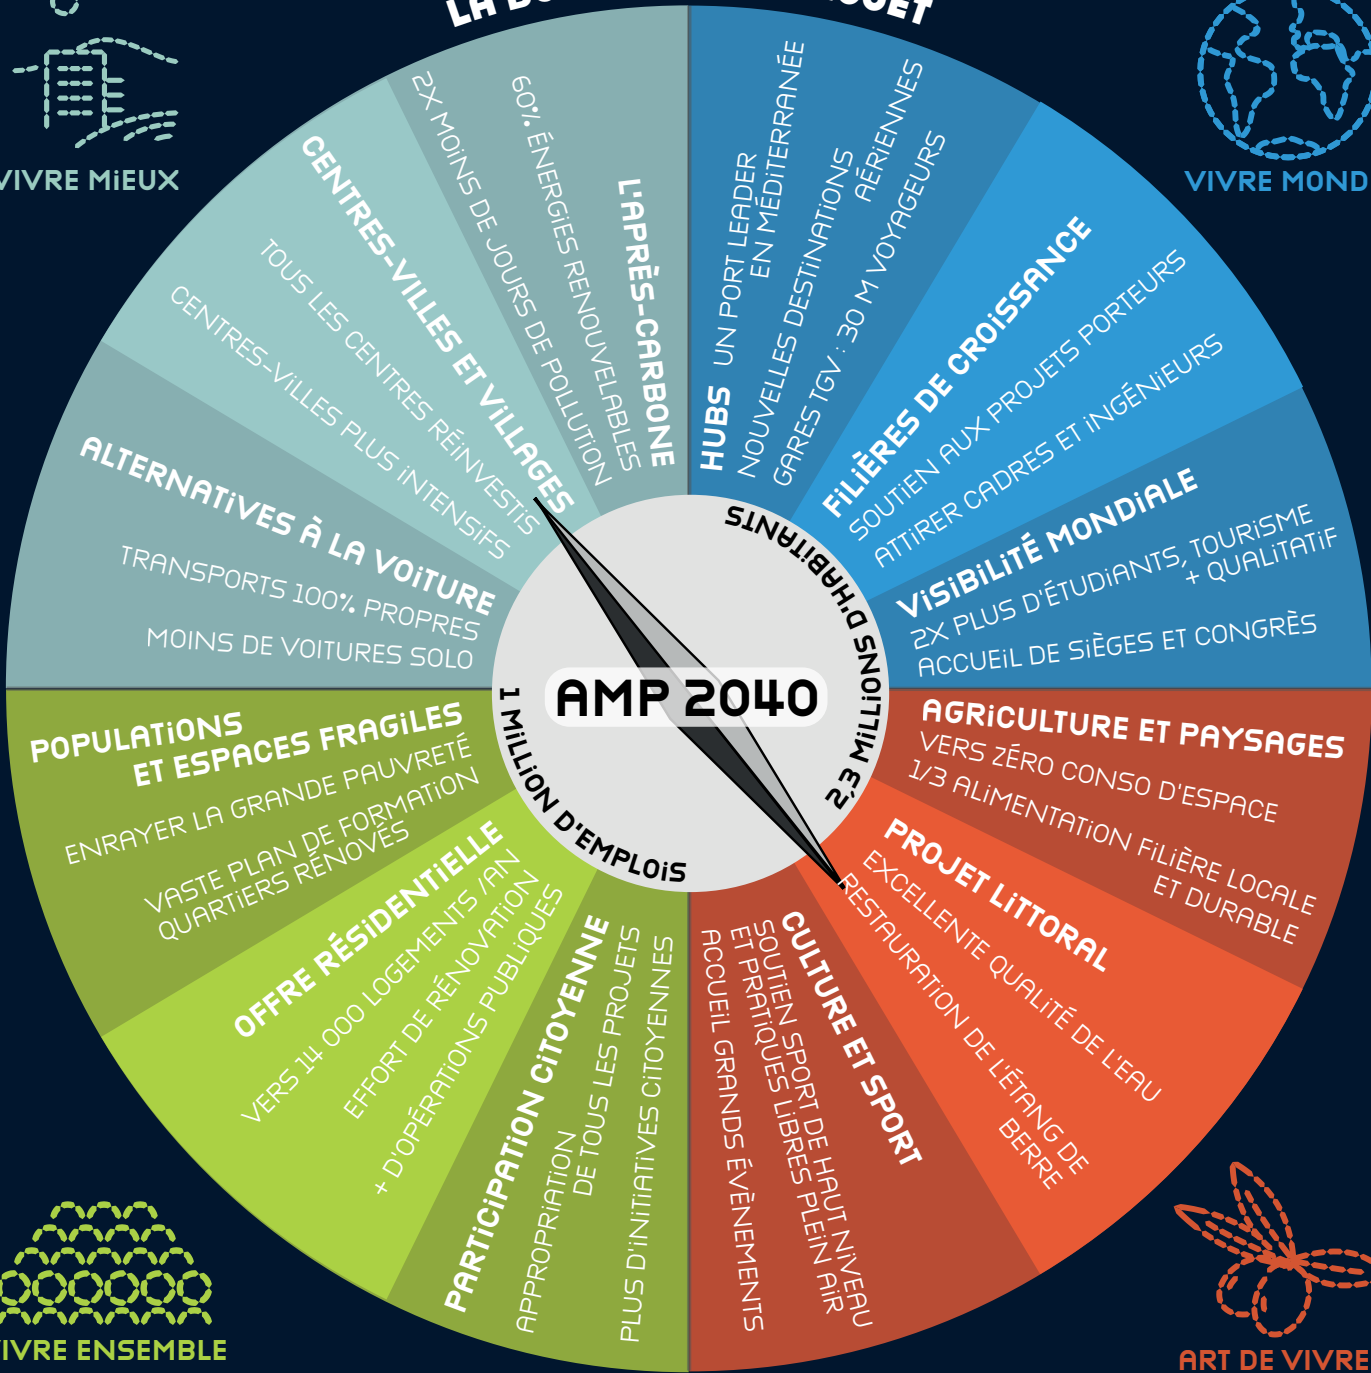 LA
VIVRE MiEUX
VIVRE MOND
L'APRÈS-CARBONE
60% ÉNERGiES RENOUVELABLES
2X MOiNS DE JOURS DE POLLUTiON
CENTRES-ViLLES ET ViLLAGES
TOUS LES CENTRES RÉiNVESTiS
CENTRES-ViLLES PLUS iNTENSiFS
ALTERNATiVES À LA VOiTURE
TRANSPORTS 100% PROPRES
MOiNS DE VOiTURES SOLO
HUBS
UN PORT LEADER
EN MÉDiTERRANÉE
NOUVELLES DESTiNATiONS
AÉRiENNES
GARES TGV : 30 M VOYAGEURS
FiLiÈRES DE CROiSSANCE
SOUTiEN AUX PROJETS PORTEURS
ATTiRER CADRES ET iNGÉNiEURS
ViSiBiLiTÉ MONDiALE
2X PLUS D'ÉTUDiANTS, TOURiSME
+ QUALiTATiF
ACCUEiL DE SiÈGES ET CONGRÈS
AMP 2040
2,3 MiLLiONS D'HABiTANTS
1 MiLLiON D'EMPLOiS
AGRiCULTURE ET PAYSAGES
VERS ZÉRO CONSO D'ESPACE
1/3 ALiMENTATiON FiLiÈRE LOCALE
ET DURABLE
PROJET LiTTORAL
EXCELLENTE QUALiTÉ DE L'EAU
RESTAURATiON DE L'ÉTANG DE
BERRE
CULTURE ET SPORT
SOUTiEN SPORT DE HAUT NiVEAU
ET PRATiQUES LiBRES PLEiN AiR
ACCUEiL GRANDS ÉVÉNEMENTS
POPULATiONS
ET ESPACES FRAGiLES
ENRAYER LA GRANDE PAUVRETÉ
VASTE PLAN DE FORMATiON
QUARTiERS RÉNOVÉS
OFFRE RÉSiDENTiELLE
VERS 14 000 LOGEMENTS /AN
EFFORT DE RÉNOVATiON
+ D'OPÉRATiONS PUBLiQUES
PARTiCiPATiON CiTOYENNE
APPROPRiATiON
DE TOUS LES PROJETS
PLUS D'iNiTiATiVES CiTOYENNES
VIVRE ENSEMBLE
ART DE VIVRE